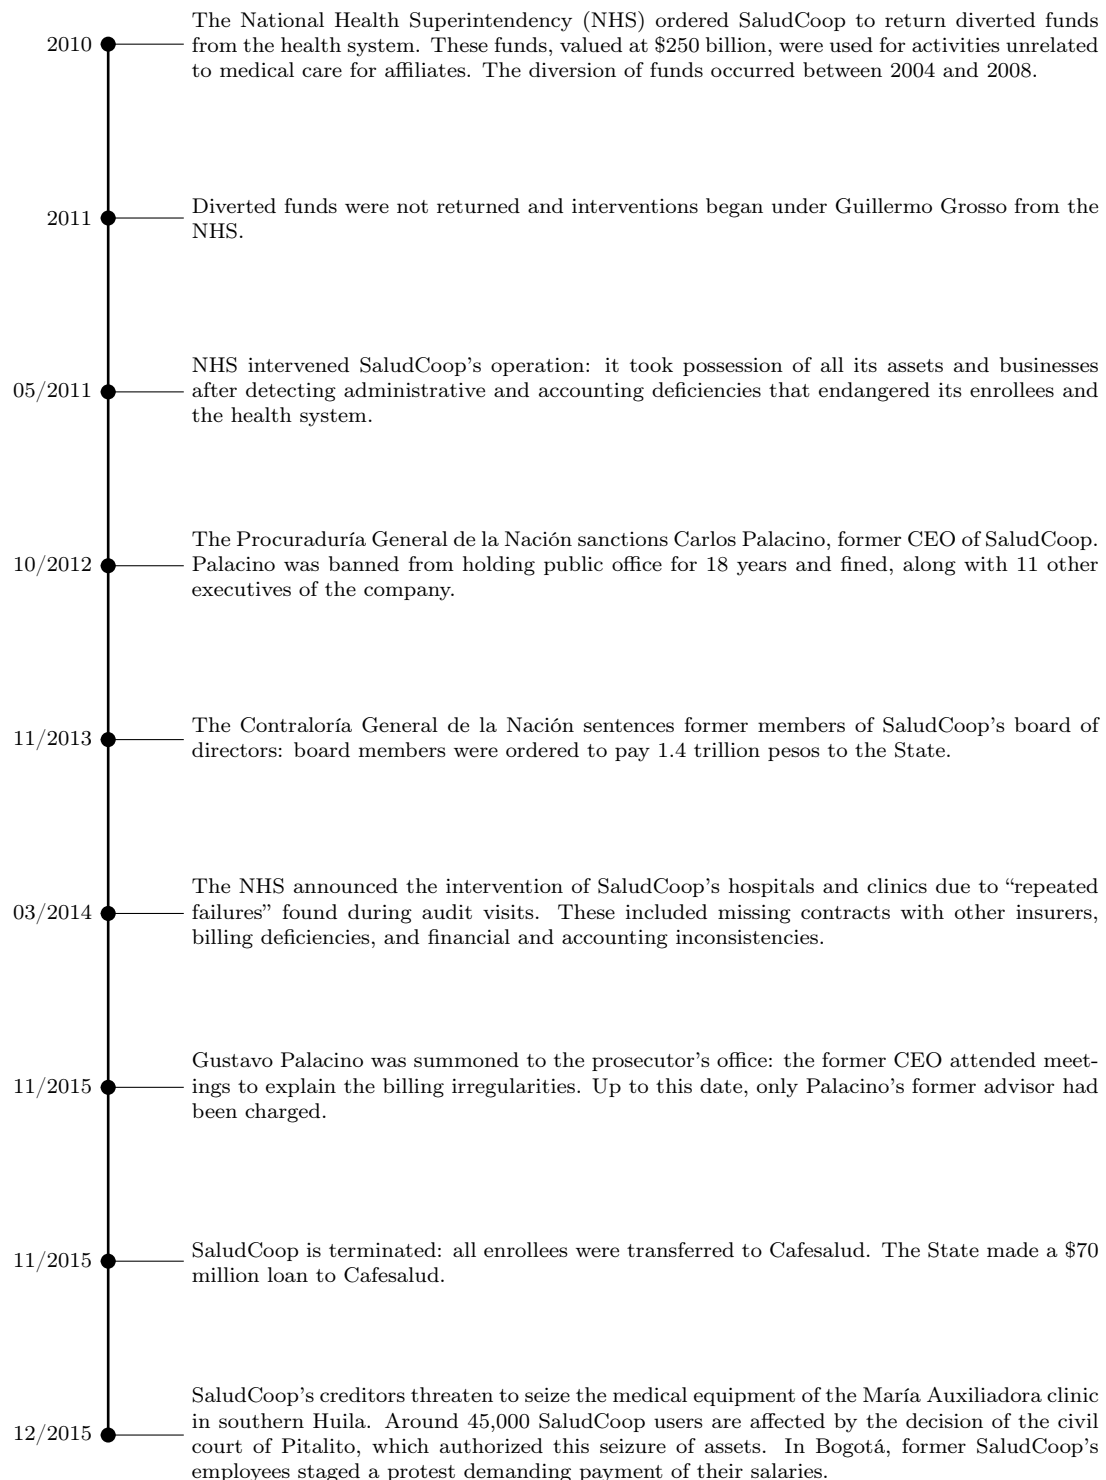 The National Health Superintendency (NHS) ordered SaludCoop to return diverted funds
2010 from the health system. These funds, valued at $250 billion, were used for activities unrelated
to medical care for affiliates. The diversion of funds occurred between 2004 and 2008.
2011 Diverted funds were not returned and interventions began under Guillermo Grosso from the
NHS.
NHS intervened SaludCoop's operation: it took possession of all its assets and businesses
05/2011 after detecting administrative and accounting deficiencies that endangered its enrollees and
the health system.
The Procuraduría General de la Nación sanctions Carlos Palacino, former CEO of SaludCoop.
10/2012 Palacino was banned from holding public office for 18 years and fined, along with 11 other
executives of the company.
11/2013 The Contraloría General de la Nación sentences former members of SaludCoop's board of
directors: board members were ordered to pay 1.4 trillion pesos to the State.
The NHS announced the intervention of SaludCoop's hospitals and clinics due to “repeated
03/2014 failures” found during audit visits. These included missing contracts with other insurers,
billing deficiencies, and financial and accounting inconsistencies.
Gustavo Palacino was summoned to the prosecutor's office: the former CEO attended meet-
11/2015 ings to explain the billing irregularities. Up to this date, only Palacino's former advisor had
been charged.
11/2015 SaludCoop is terminated: all enrollees were transferred to Cafesalud. The State made a $70
million loan to Cafesalud.
SaludCoop's creditors threaten to seize the medical equipment of the María Auxiliadora clinic
in southern Huila. Around 45,000 SaludCoop users are affected by the decision of the civil
12/2015 court of Pitalito, which authorized this seizure of assets. In Bogotá, former SaludCoop's
employees staged a protest demanding payment of their salaries.